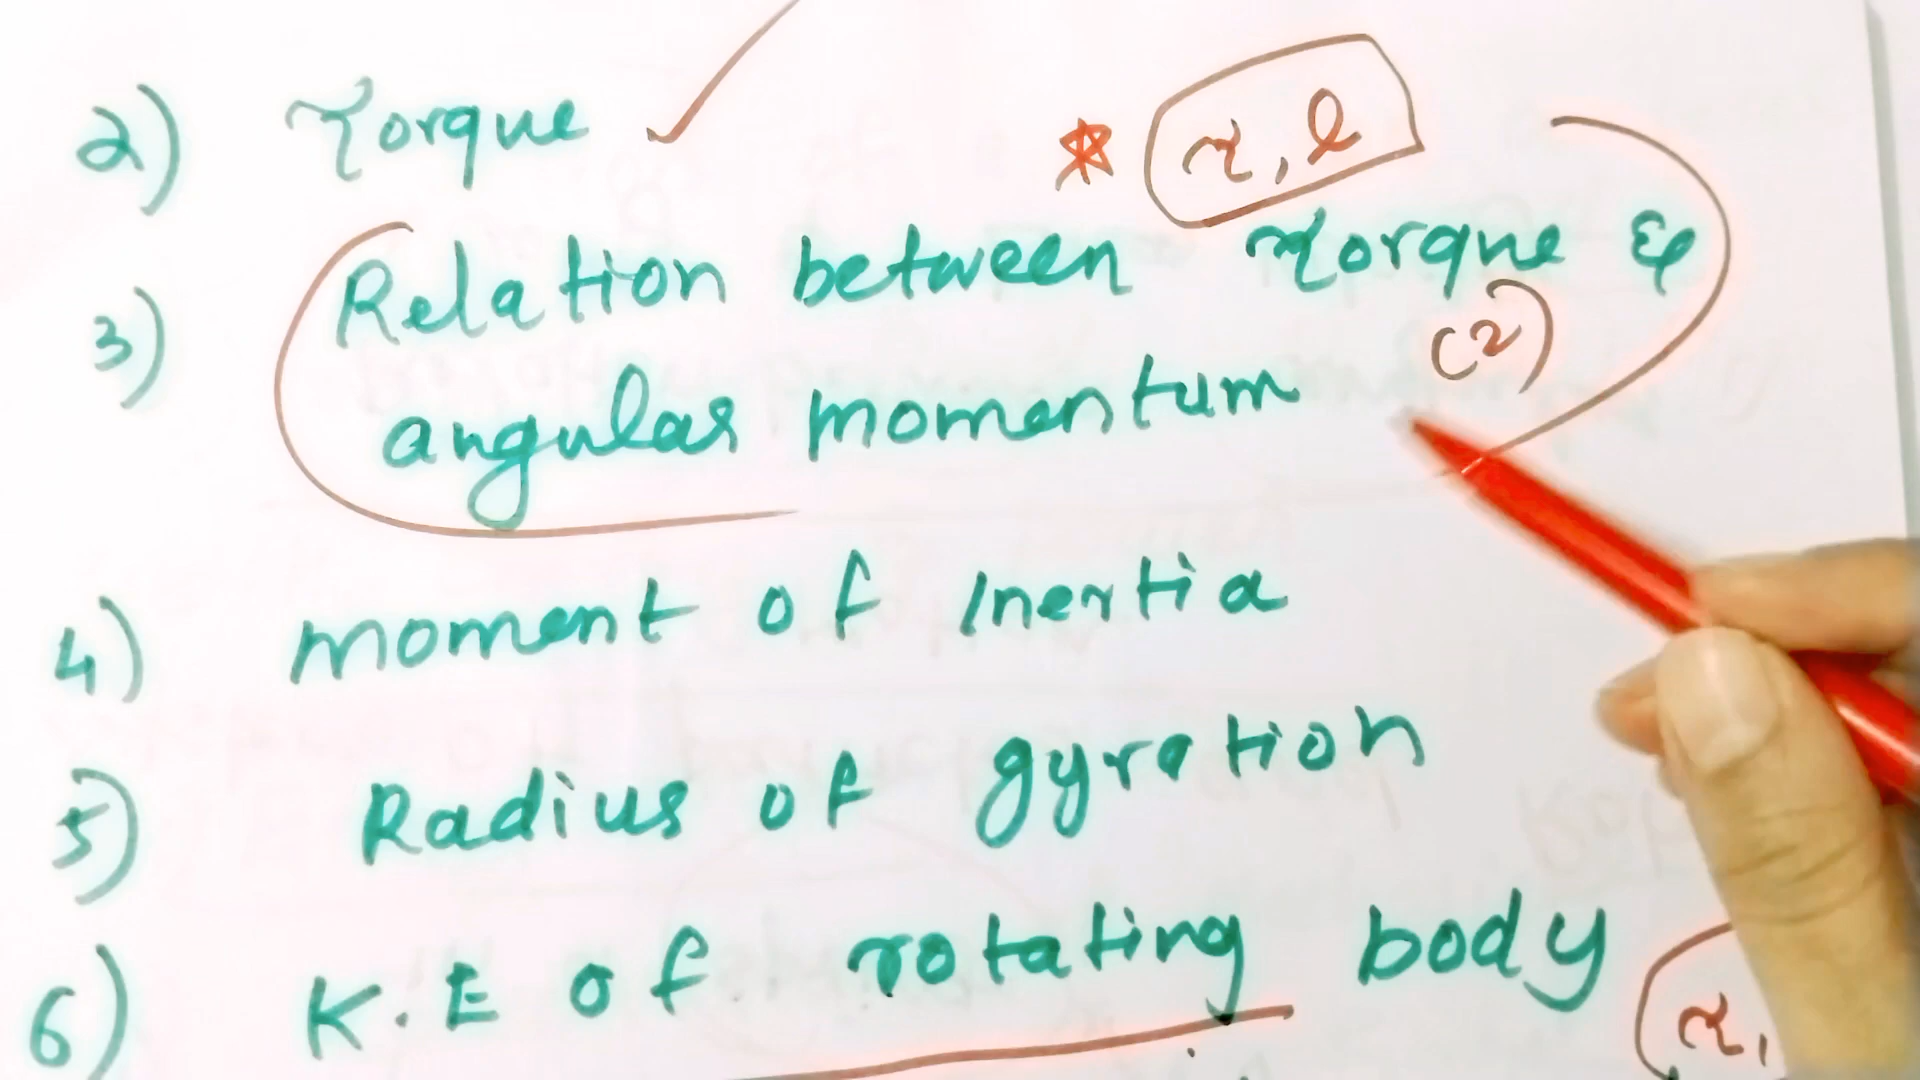 2) Torque
τ, l
3) Relation between Torque &
(2)
angular momentum
4) moment of Inertia
5) Radius of gyration
6) K.E of rotating body
τ,